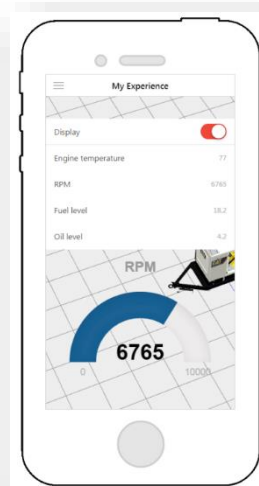 My Experience
Display
Engine temperature 77
RPM 6765
Fuel level 18.2
Oil level 4.2
RPM
6765
0 10000